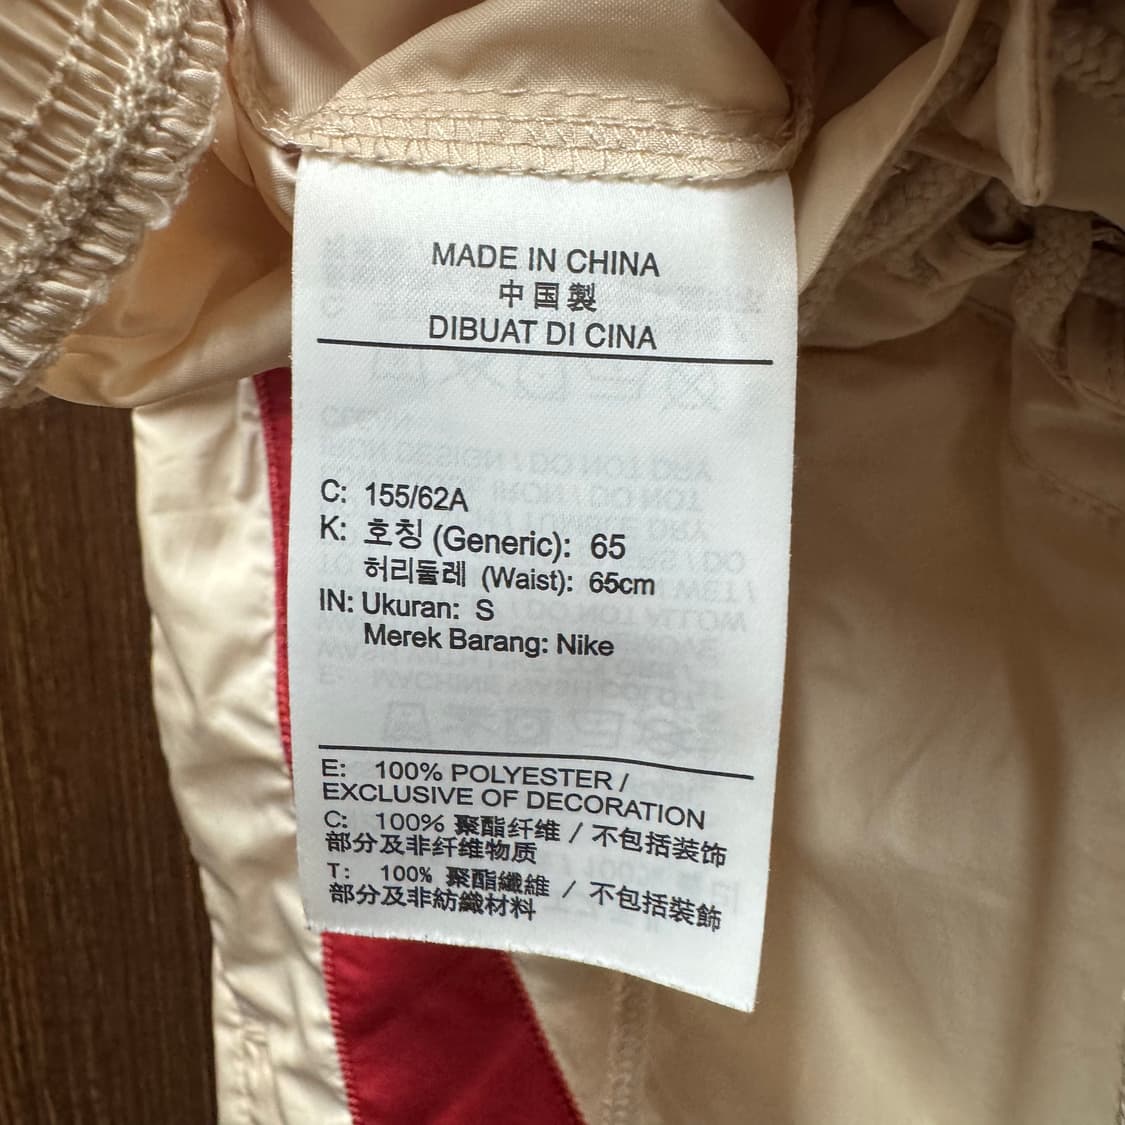 MADE IN CHINA
中国製
DIBUAT DI CINA
C: 155/62A
K: 호칭 (Generic): 65
허리둘레 (Waist): 65cm
IN: Ukuran: S
Merek Barang: Nike
E: 100% POLYESTER /
EXCLUSIVE OF DECORATION
C: 100% 聚酯纤维 / 不包括装饰
部分及非纤维物质
T: 100% 聚酯纖維 / 不包括裝飾
部分及非紡織材料